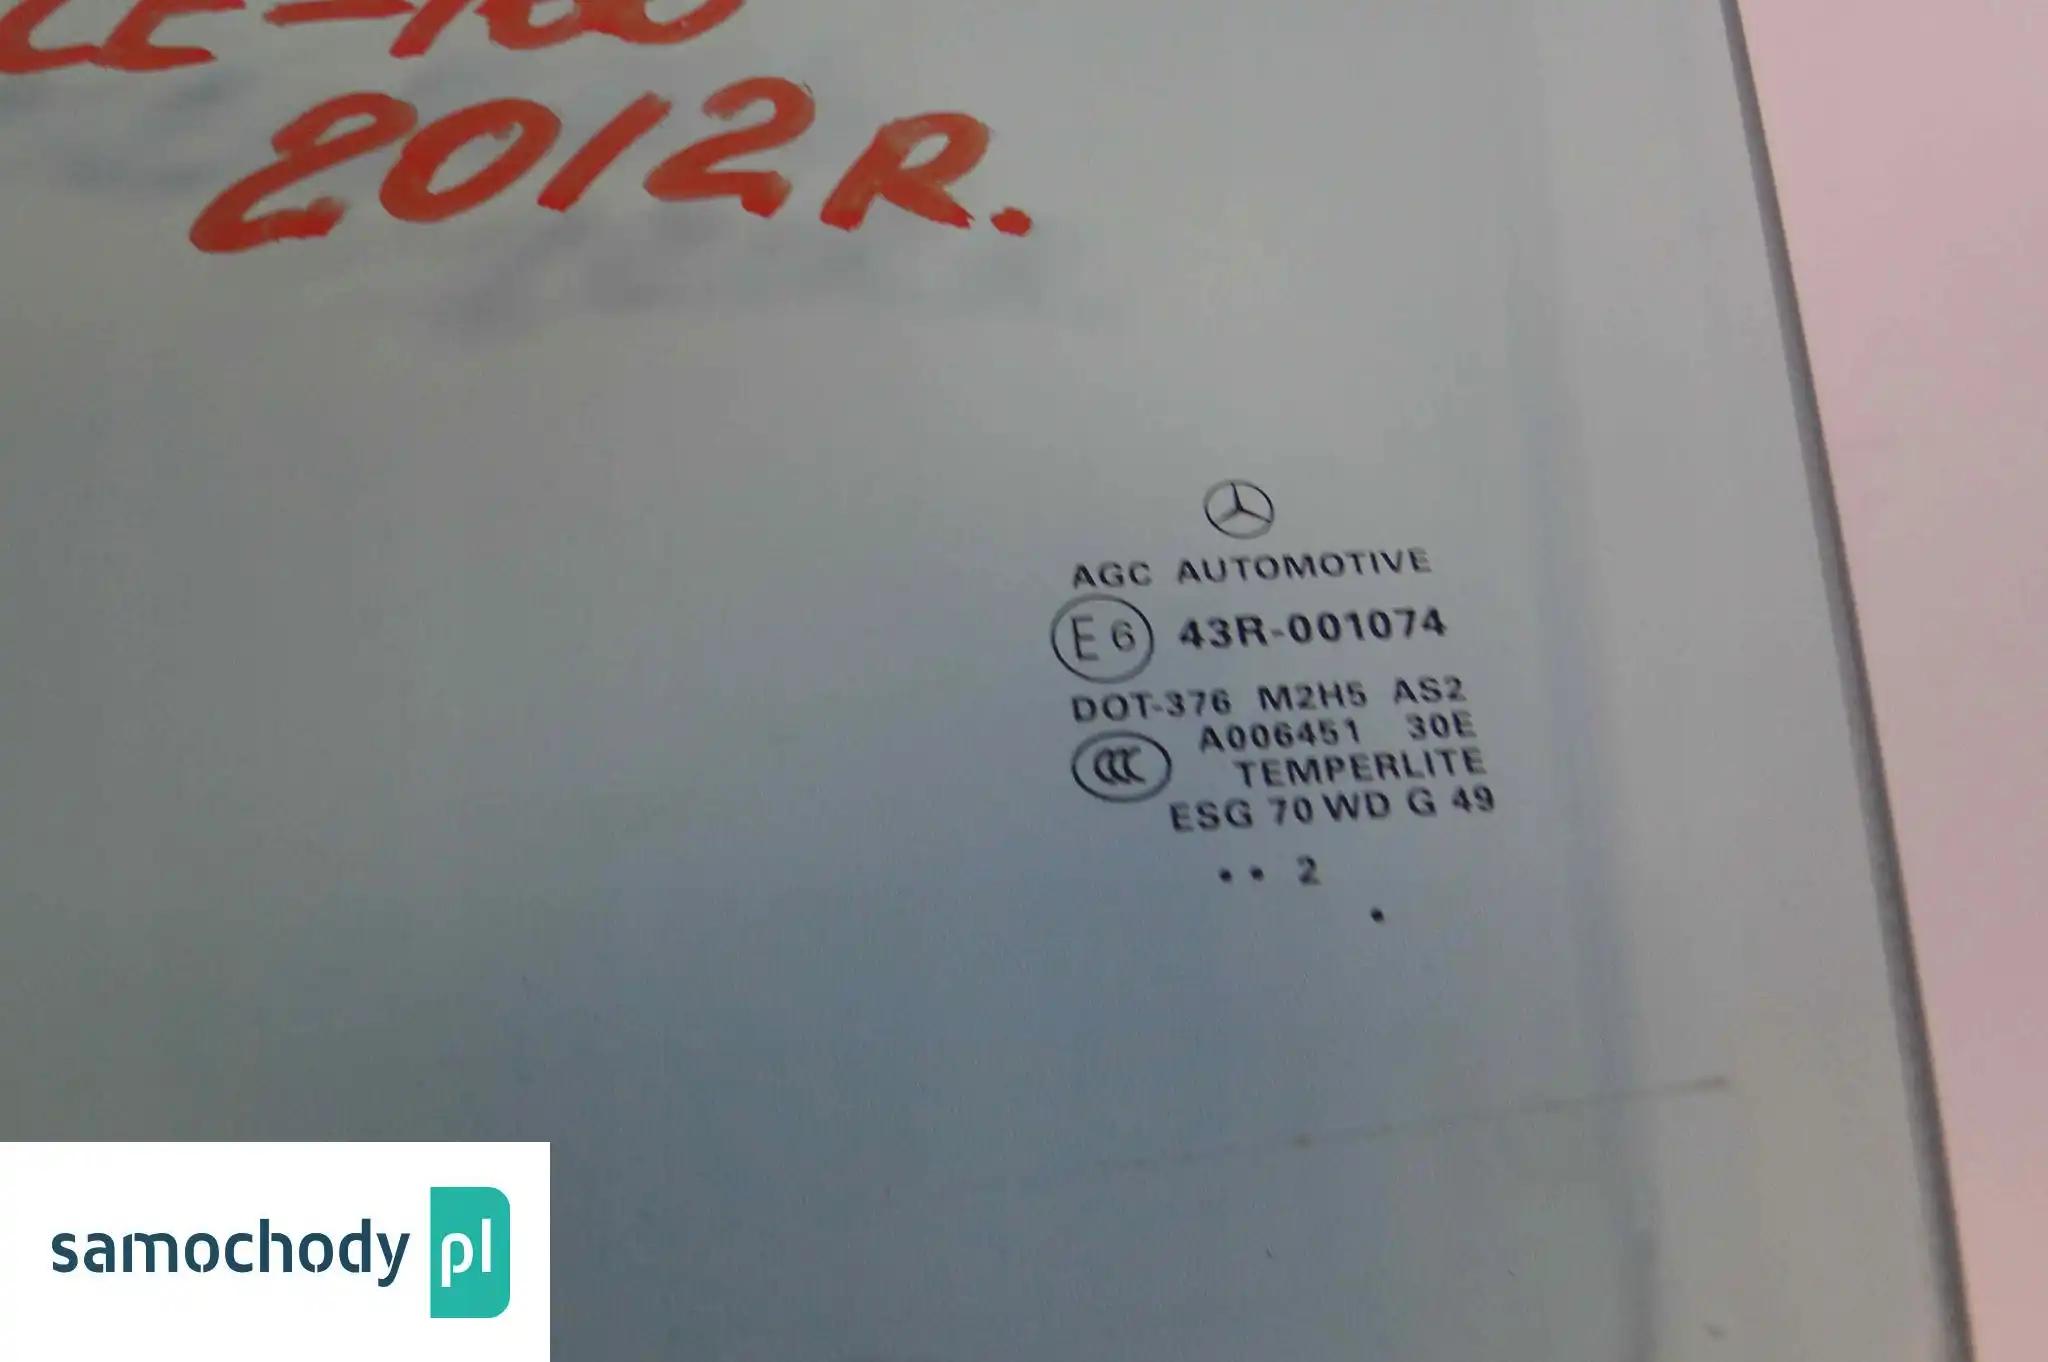 2012R.
AGC AUTOMOTIVE
E6 43R-001074
DOT-376 M2H5 AS2
A006451 30E
CCC TEMPERLITE
ESG 70 WD G 49
•• 2
•
samochody pl